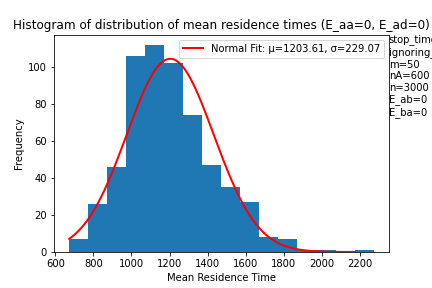 Histogram of distribution of mean residence times (E_aa=0, E_ad=0)
Normal Fit: μ=1203.61, σ=229.07
m=50
nA=600
n=3000
E_ab=0
E_ba=0
Frequency
100
80
60
40
20
0
600 800 1000 1200 1400 1600 1800 2000 2200
Mean Residence Time